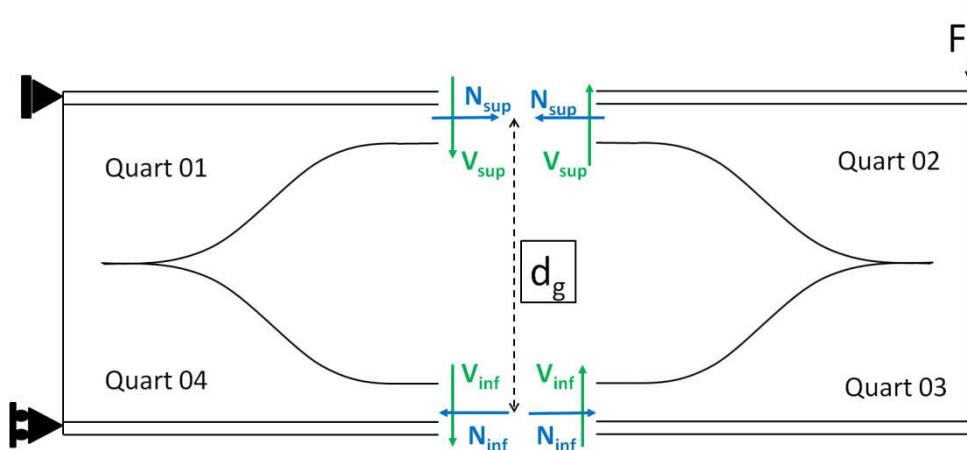 F
N_sup
N_sup
Quart 01
V_sup
V_sup
Quart 02
d_g
Quart 04
V_inf
V_inf
Quart 03
N_inf
N_inf